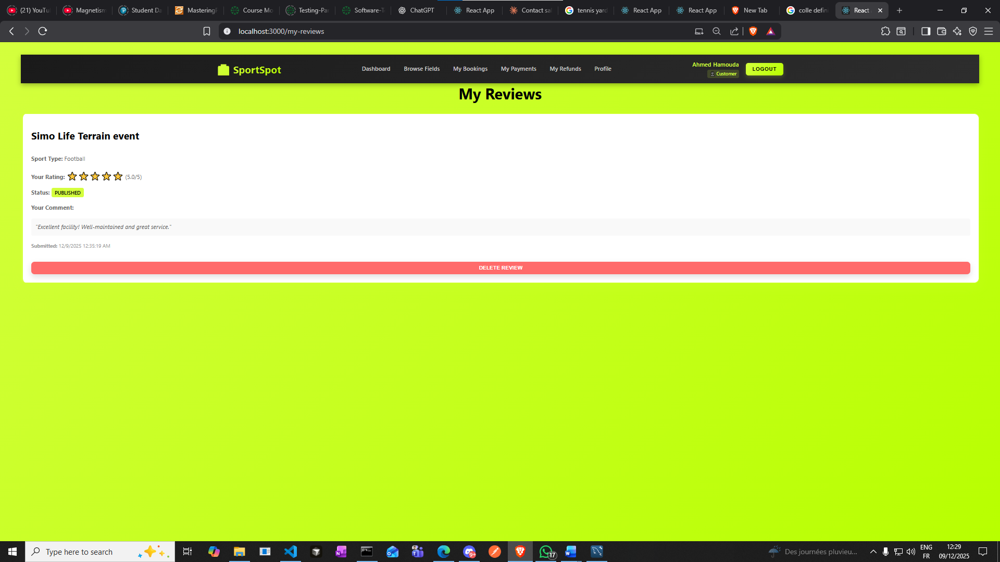 (21) YouTu
Magnetism
Student Da
Mastering
Course Mo
Testing-Par
Software-T
ChatGPT
React App
Contact sal
tennis yard
React App
React App
New Tab
colle defin
React
localhost:3000/my-reviews
SportSpot
Dashboard
Browse Fields
My Bookings
My Payments
My Refunds
Profile
Ahmed Hamouda
Customer
LOGOUT
My Reviews
Simo Life Terrain event
Sport Type: Football
Your Rating: (5.0/5)
Status: PUBLISHED
Your Comment:
"Excellent facility! Well-maintained and great service."
Submitted: 12/9/2025 12:35:19 AM
DELETE REVIEW
Type here to search
9+
17
Des journées pluvieu...
ENG
FR
12:29
09/12/2025